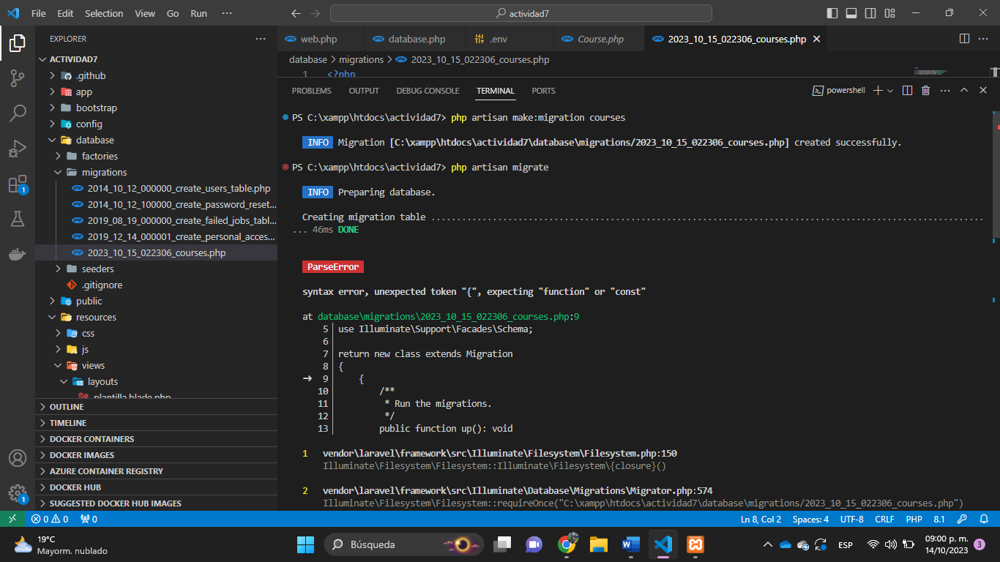 File Edit Selection View Go Run ··· actividad7
EXPLORER ···
ACTIVIDAD7
.github
app
bootstrap
config
database
factories
migrations
2014_10_12_000000_create_users_table.php
2014_10_12_100000_create_password_reset...
2019_08_19_000000_create_failed_jobs_tabl...
2019_12_14_000001_create_personal_acces...
2023_10_15_022306_courses.php
seeders
.gitignore
public
resources
css
js
views
layouts
plantilla.blade.php
OUTLINE
TIMELINE
DOCKER CONTAINERS
DOCKER IMAGES
AZURE CONTAINER REGISTRY
DOCKER HUB
SUGGESTED DOCKER HUB IMAGES
1
1
web.php database.php .env Course.php 2023_10_15_022306_courses.php
database > migrations > 2023_10_15_022306_courses.php
1 <?php
PROBLEMS OUTPUT DEBUG CONSOLE TERMINAL PORTS powershell
PS C:\xampp\htdocs\actividad7> php artisan make:migration courses
INFO Migration [C:\xampp\htdocs\actividad7\database\migrations/2023_10_15_022306_courses.php] created successfully.
PS C:\xampp\htdocs\actividad7> php artisan migrate
INFO Preparing database.
Creating migration table ............................................................................................................
... 46ms DONE
ParseError
syntax error, unexpected token "{", expecting "function" or "const"
at database\migrations\2023_10_15_022306_courses.php:9
5 use Illuminate\Support\Facades\Schema;
6
7 return new class extends Migration
8 {
➜ 9 {
10 /**
11 * Run the migrations.
12 */
13 public function up(): void
1 vendor\laravel\framework\src\Illuminate\Filesystem\Filesystem.php:150
Illuminate\Filesystem\Filesystem::Illuminate\Filesystem\{closure}()
2 vendor\laravel\framework\src\Illuminate\Database\Migrations\Migrator.php:574
Illuminate\Filesystem\Filesystem::requireOnce("C:\xampp\htdocs\actividad7\database\migrations/2023_10_15_022306_courses.php")
0 0 0 Ln 8, Col 2 Spaces: 4 UTF-8 CRLF PHP 8.1
19°C
Mayorm. nublado
Búsqueda
ESP
09:00 p. m.
14/10/2023
3